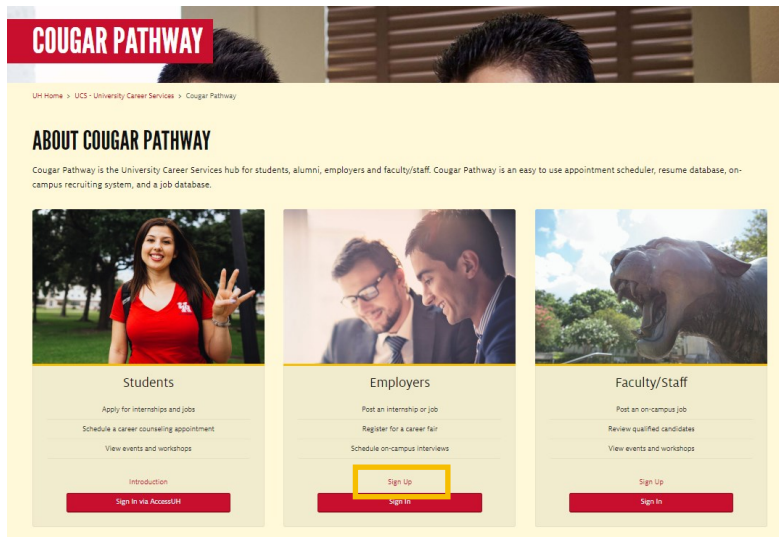 COUGAR PATHWAY
UH Home > UCS - University Career Services > Cougar Pathway
ABOUT COUGAR PATHWAY
Cougar Pathway is the University Career Services hub for students, alumni, employers and faculty/staff. Cougar Pathway is an easy to use appointment scheduler, resume database, on-
campus recruiting system, and a job database.
Students
Apply for internships and jobs
Schedule a career counseling appointment
View events and workshops
Introduction
Sign In via AccessUH
Employers
Post an internship or job
Register for a career fair
Schedule on-campus interviews
Sign Up
Sign In
Faculty/Staff
Post an on-campus job
Review qualified candidates
View events and workshops
Sign Up
Sign In